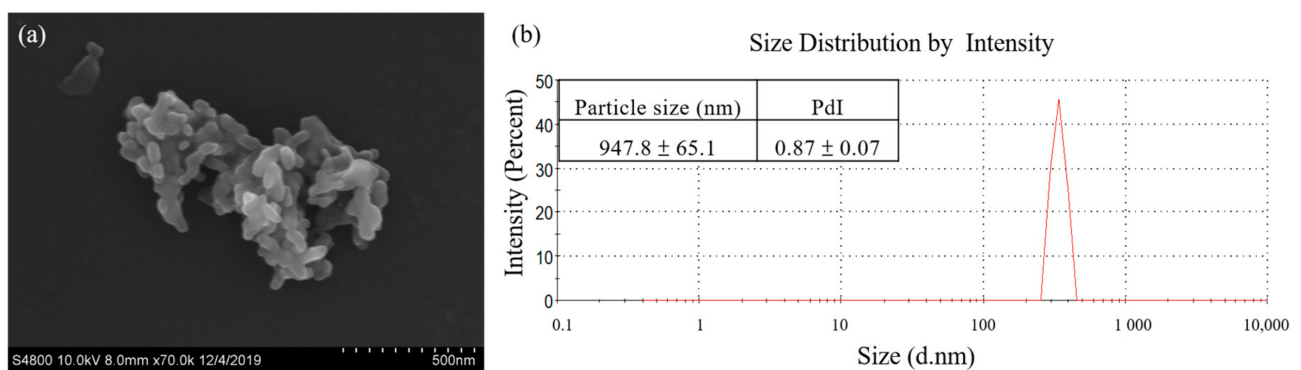 (a)
S4800 10.0kV 8.0mm x70.0k 12/4/2019
500nm
(b)
Size Distribution by Intensity
Particle size (nm) PdI
947.8 ± 65.1 0.87 ± 0.07
Intensity (Percent)
50
40
30
20
10
0
0.1 1 10 100 1 000 10,000
Size (d.nm)